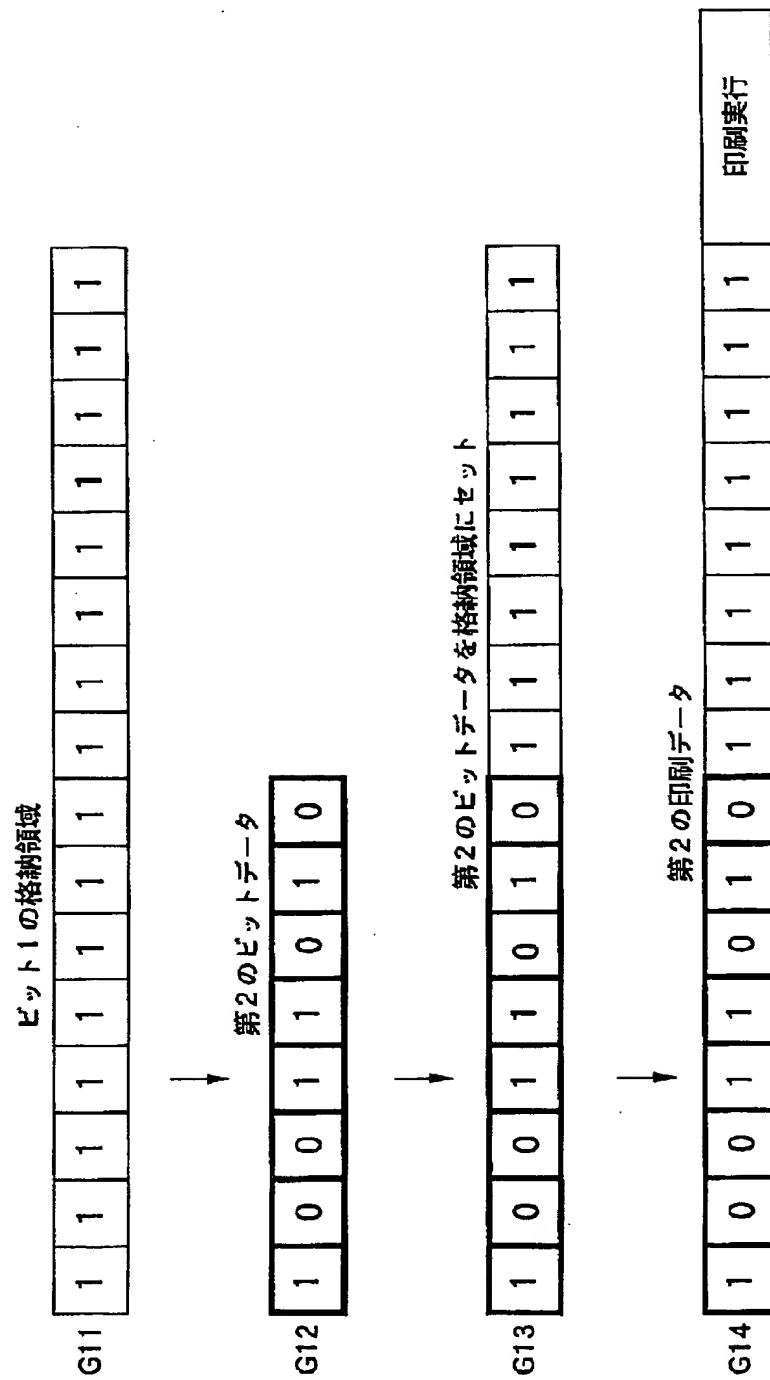 ビット1の格納領域
G11 1 1 1 1 1 1 1 1 1 1 1 1 1 1 1 1
第2のビットデータ
G12 1 0 0 1 1 0 1 0
第2のビットデータを格納領域にセット
G13 1 0 0 1 1 0 1 0 1 1 1 1 1 1 1 1
第2の印刷データ
G14 1 0 0 1 1 0 1 0 1 1 1 1 1 1 1 1 印刷実行